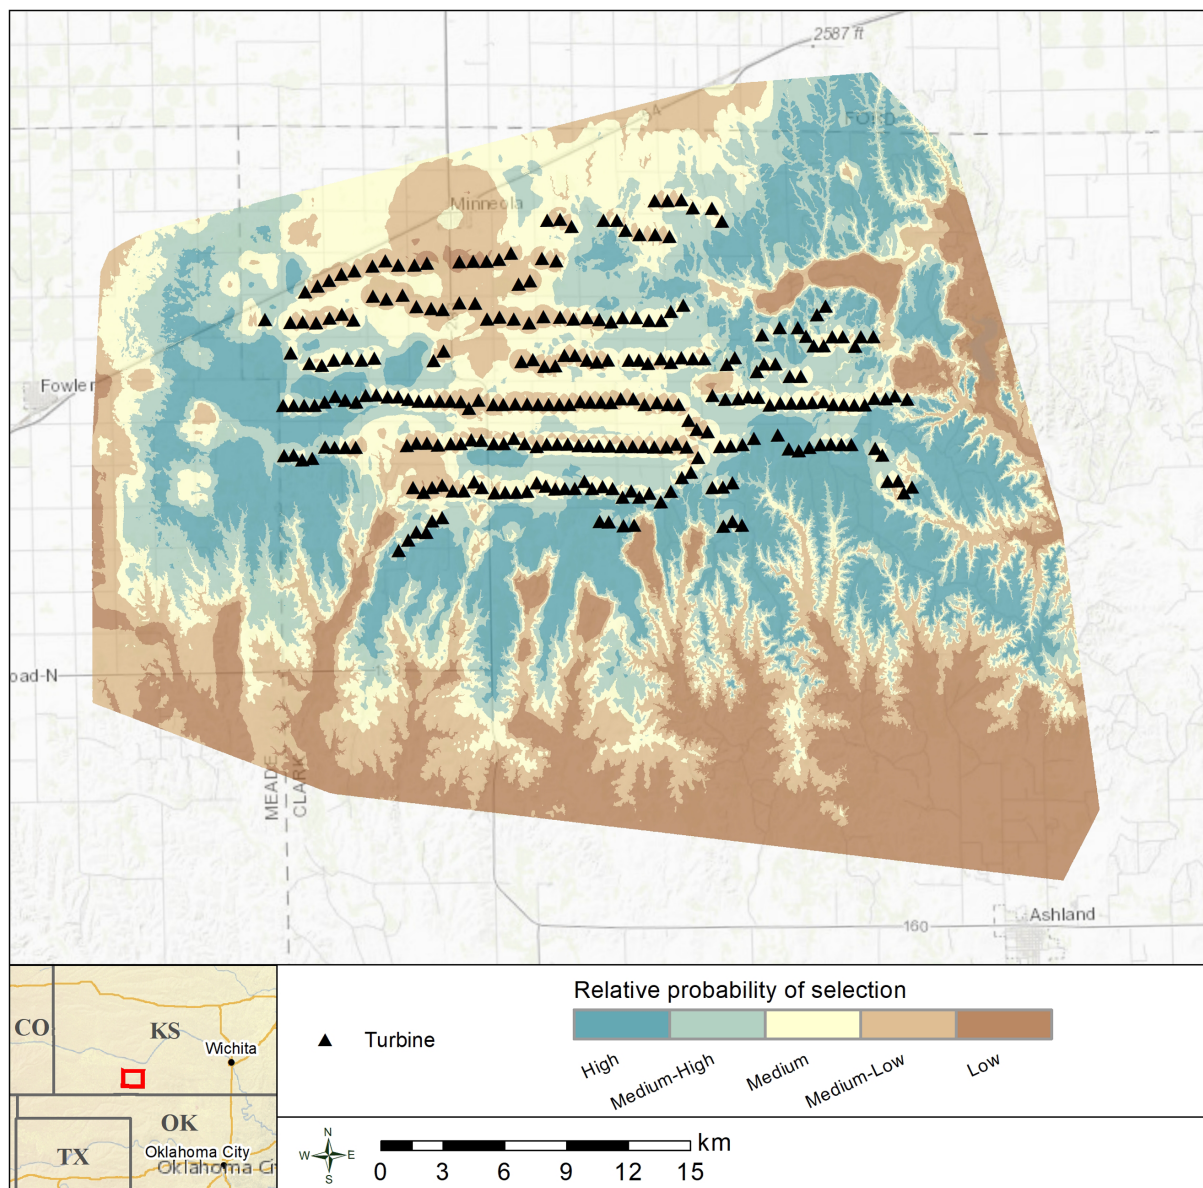 2587 ft
54
FORD
Minneola
Fowler
oad-N
MEADE
CLARK
160
Ashland
CO
KS
Wichita
OK
TX
Oklahoma City
Oklahoma Ci
Turbine
Relative probability of selection
High
Medium-High
Medium
Medium-Low
Low
N
W
E
S
km
0 3 6 9 12 15